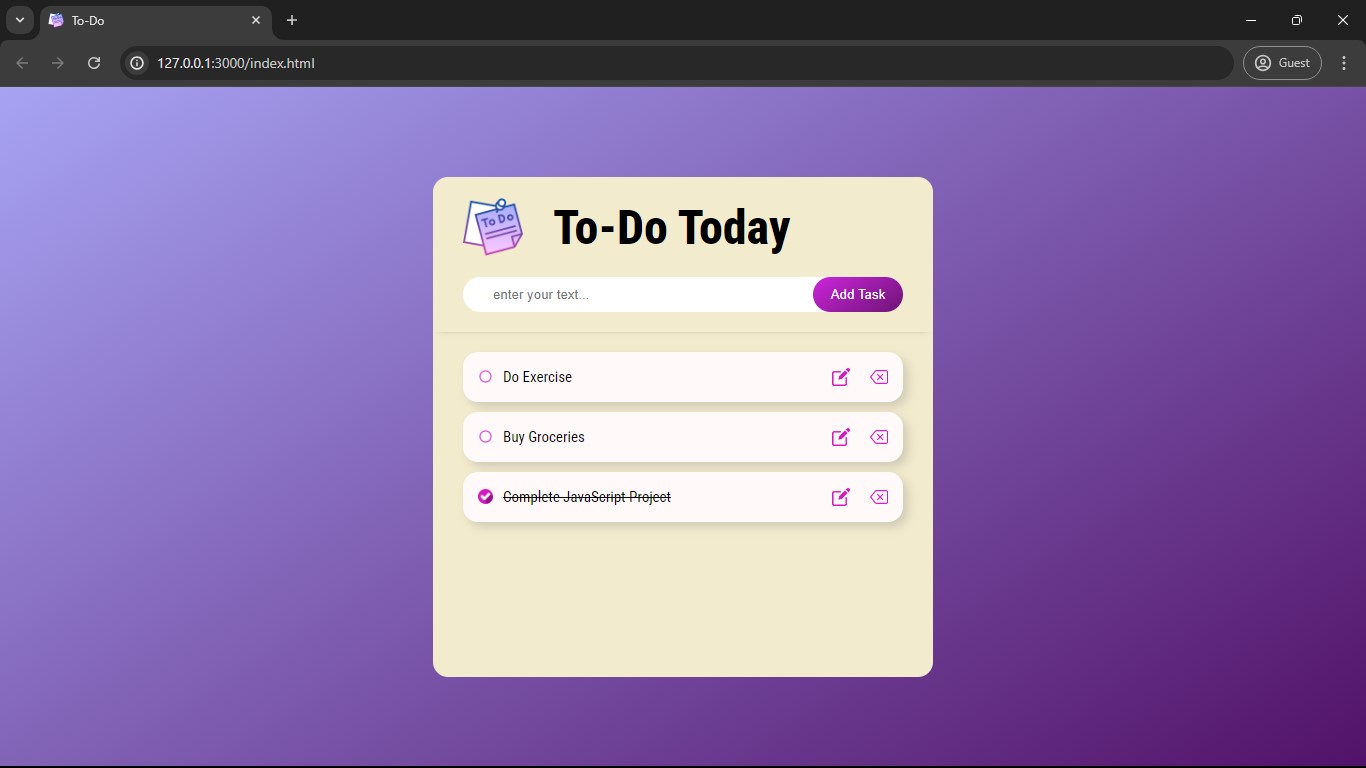 To-Do
127.0.0.1:3000/index.html
Guest
To Do
To-Do Today
enter your text...
Add Task
Do Exercise
Buy Groceries
Complete JavaScript Project